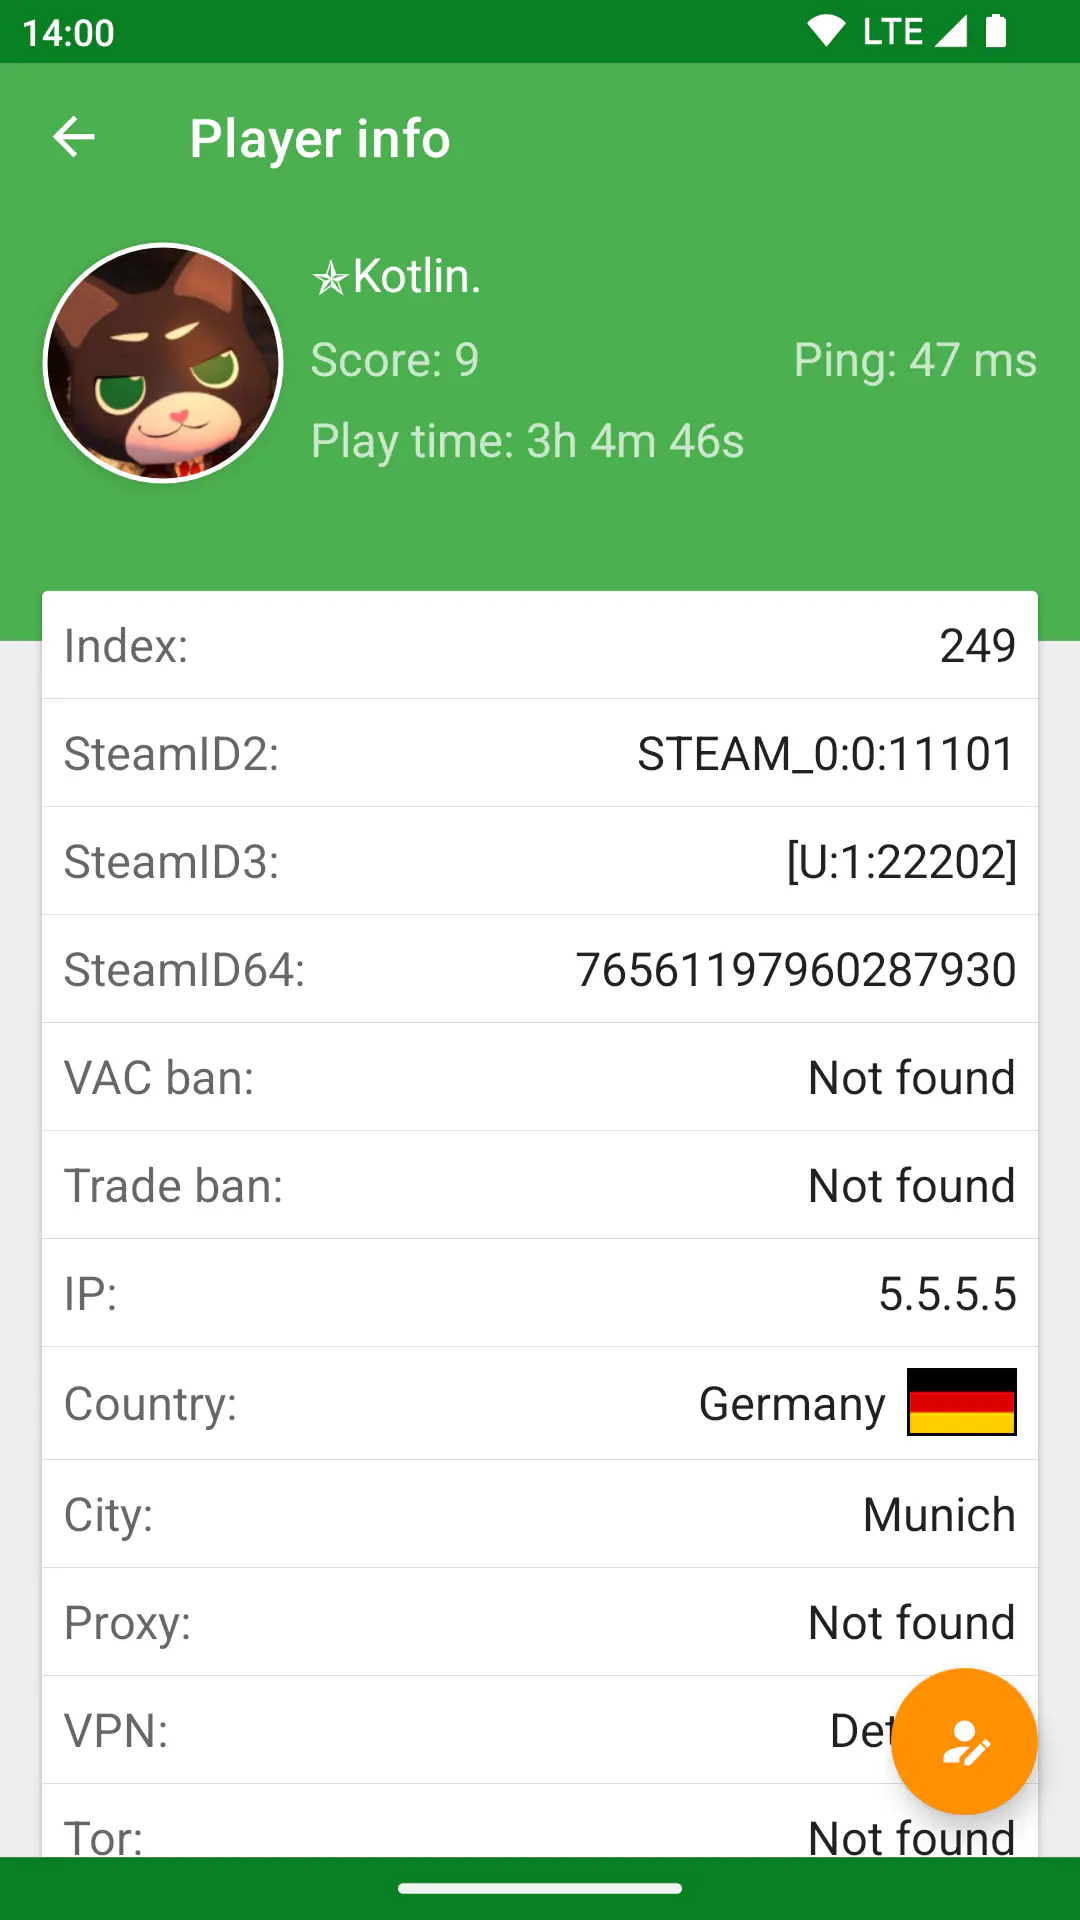 14:00 LTE
Player info
✯Kotlin.
Score: 9 Ping: 47 ms
Play time: 3h 4m 46s
Index: 249
SteamID2: STEAM_0:0:11101
SteamID3: [U:1:22202]
SteamID64: 76561197960287930
VAC ban: Not found
Trade ban: Not found
IP: 5.5.5.5
Country: Germany
City: Munich
Proxy: Not found
VPN:
Tor: Not found